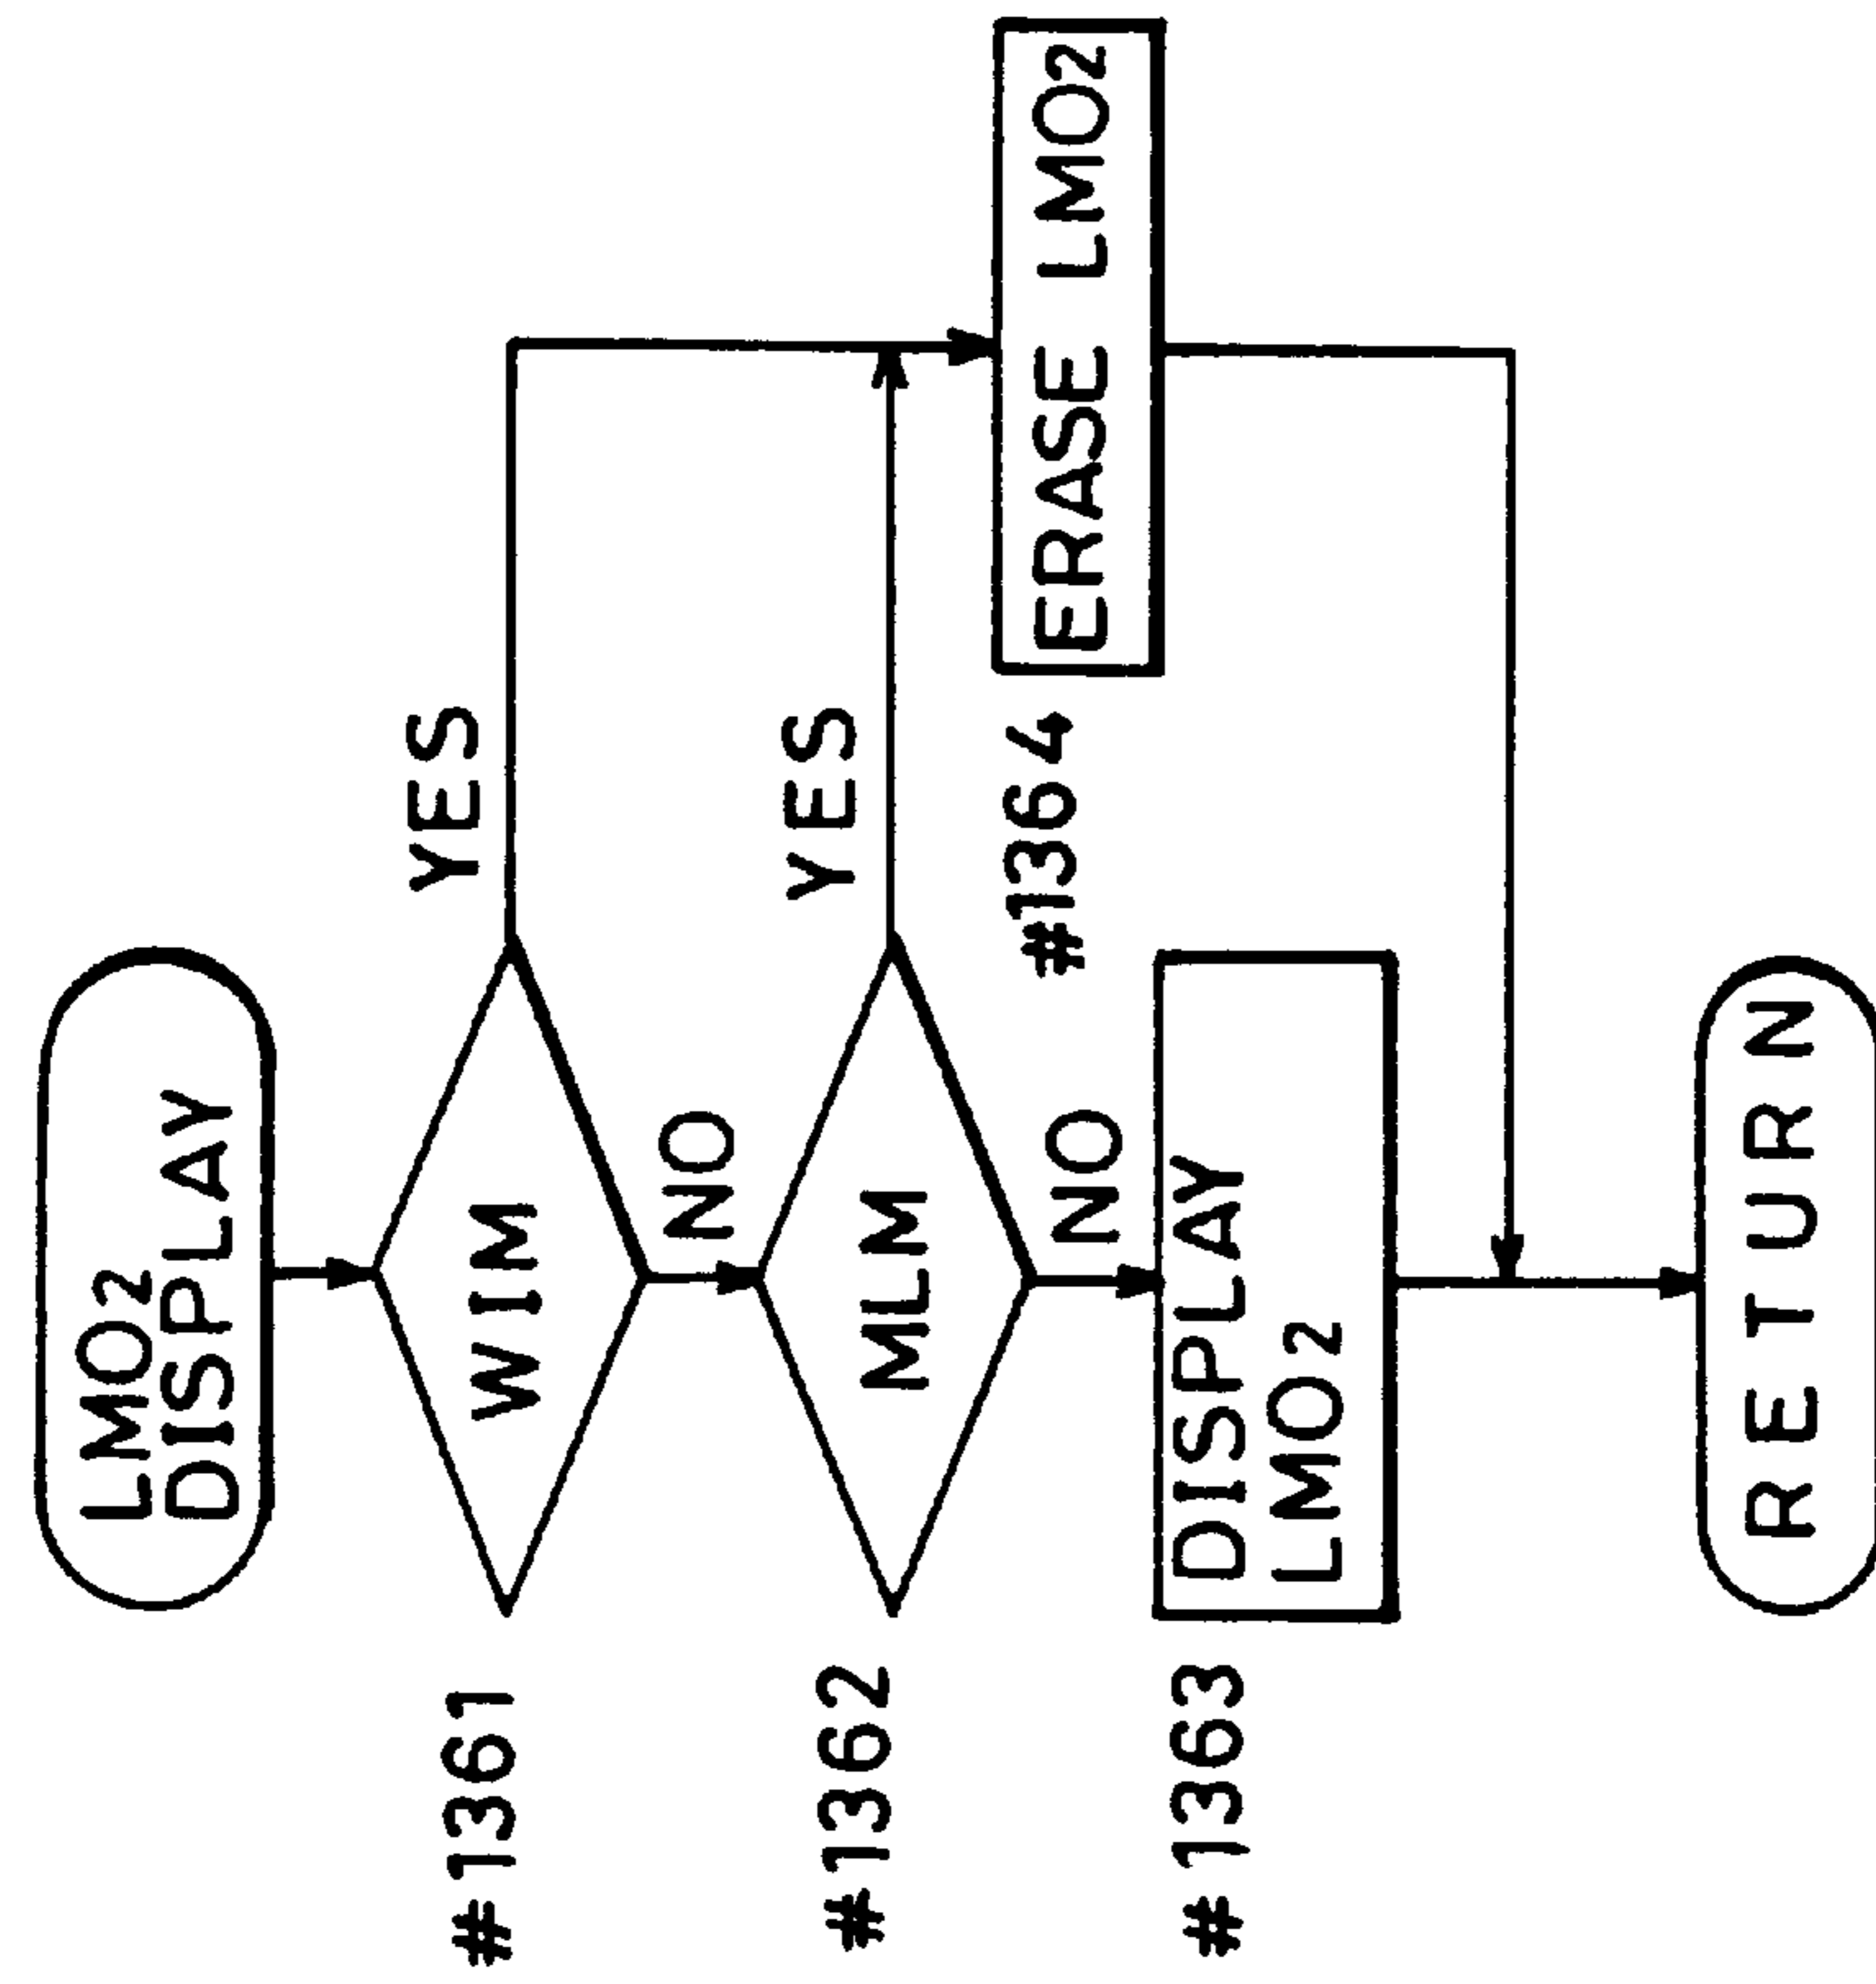 LMO2
DISPLAY
#1361
WIM
YES
NO
#1362
MLM
YES
NO
#1363
DISPLAY
LMO2
#1364
ERASE LMO2
RETURN